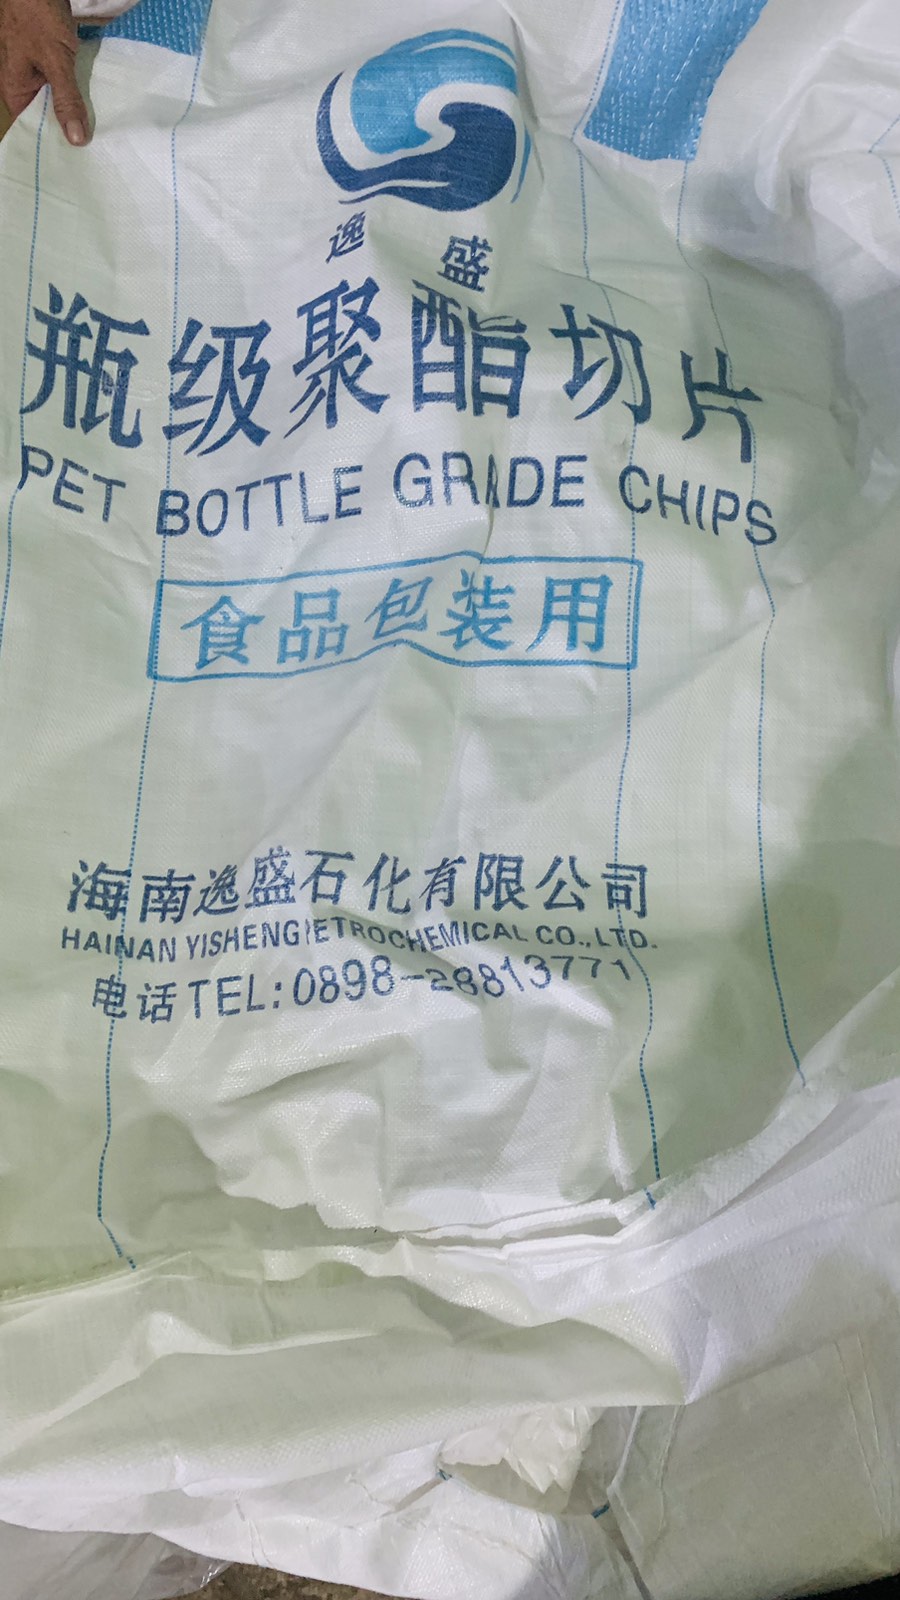 逸盛
瓶级聚酯切片
PET BOTTLE GRADE CHIPS
食品包装用
海南逸盛石化有限公司
HAINAN YISHENG PETROCHEMICAL CO.,LTD.
电话TEL:0898-28813771